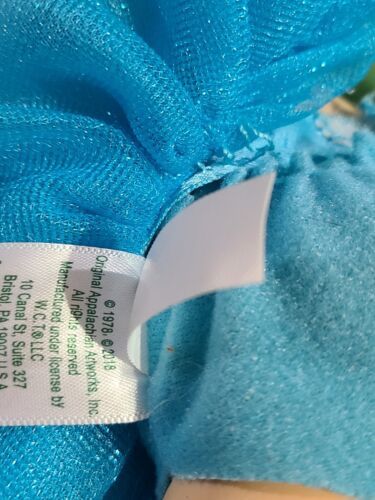 © 1978, © 2018
Original Appalachian Artworks, Inc.
All rights reserved
Manufactured under license by
W.C.T.® LLC
10 Canal St. Suite 327
Bristol, PA 19007 U.S.A.